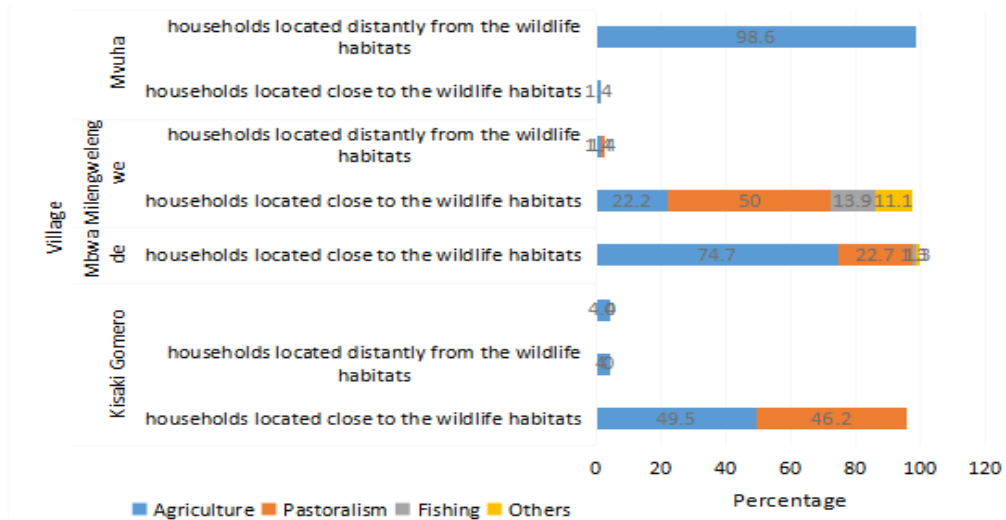 Village
Mvuha
households located distantly from the wildlife
habitats
98.6
households located close to the wildlife habitats
1.4
Milengweleng
we
households located distantly from the wildlife
habitats
households located close to the wildlife habitats
22.2
50
13.9
11.1
Mbwa
de
households located close to the wildlife habitats
74.7
22.7
Kisaki Gomero
households located distantly from the wildlife
habitats
households located close to the wildlife habitats
49.5
46.2
0 20 40 60 80 100 120
Percentage
Agriculture Pastoralism Fishing Others